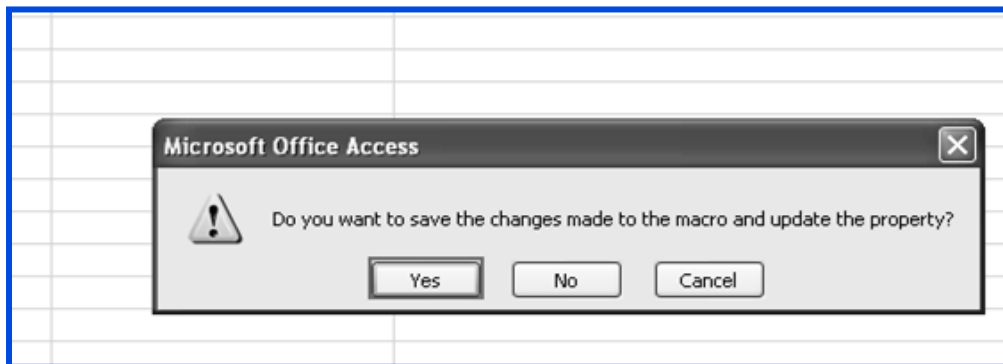 Microsoft Office Access
Do you want to save the changes made to the macro and update the property?
Yes No Cancel